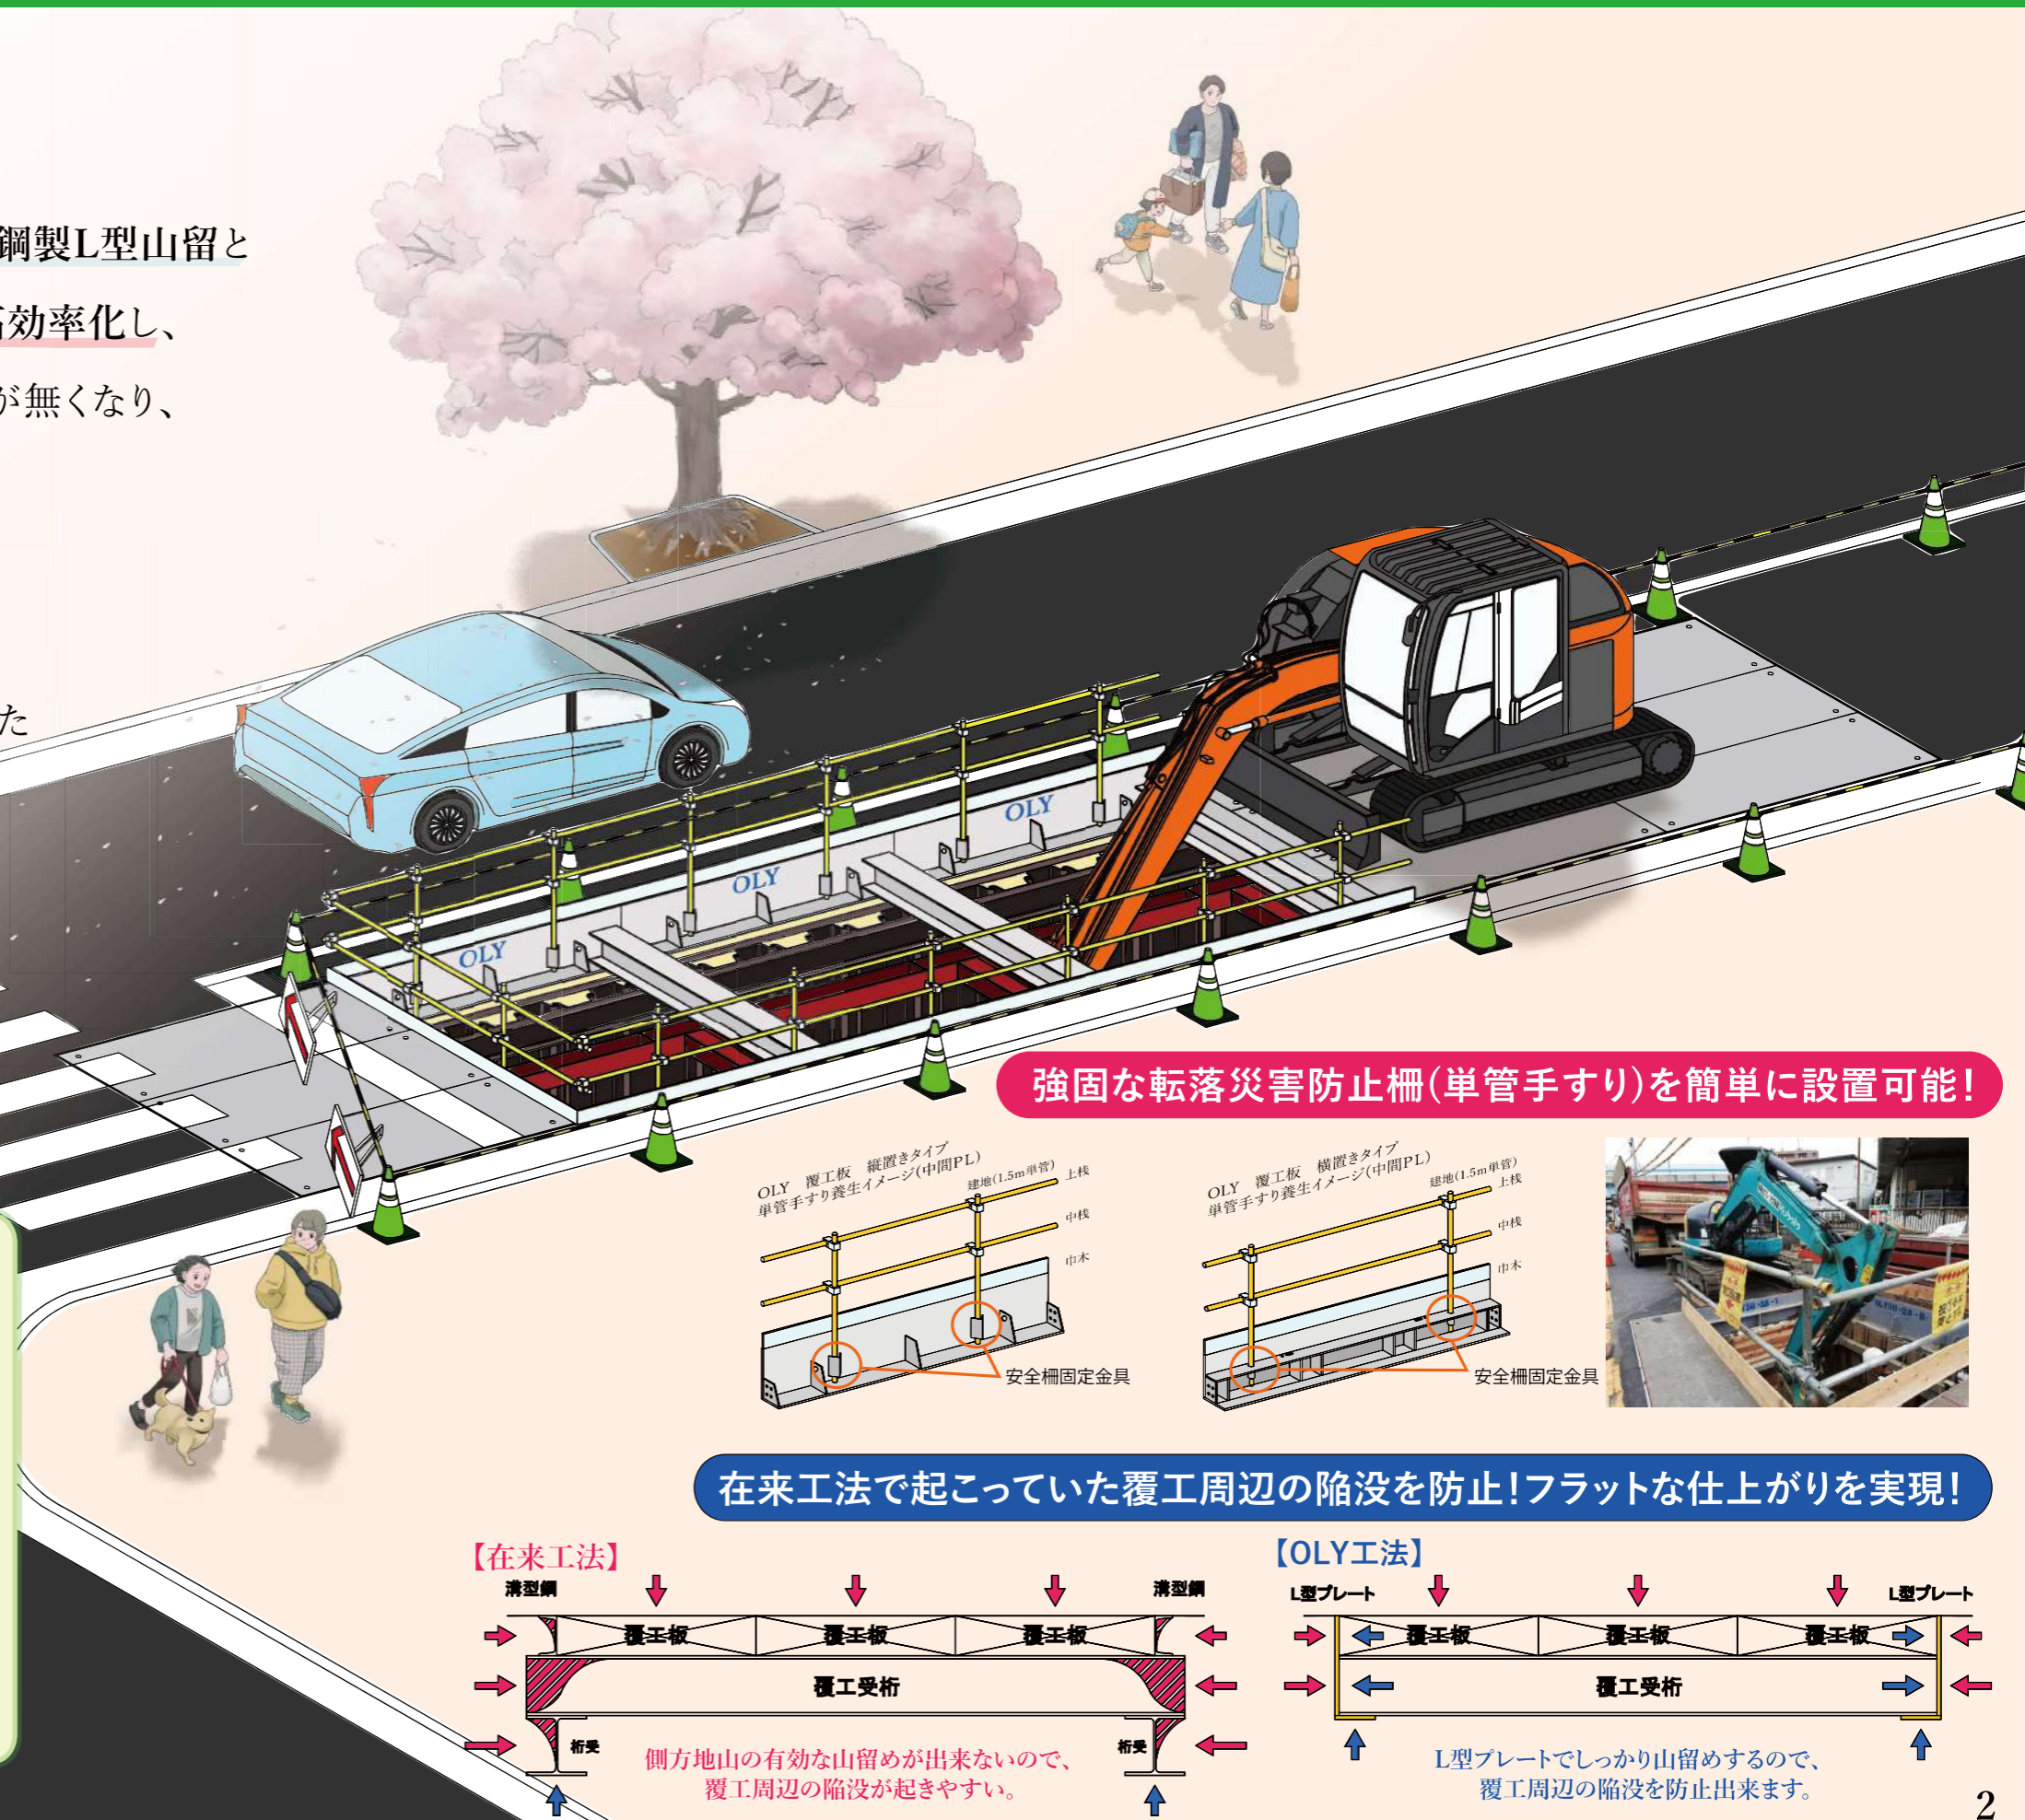 鋼製L型山留と
効率化し、
が無くなり、
た
OLY
OLY
OLY
強固な転落災害防止柵(単管手すり)を簡単に設置可能!
OLY 覆工板 縦置きタイプ
単管手すり養生イメージ(中間PL)
建地(1.5m単管)
上桟
中桟
巾木
安全柵固定金具
OLY 覆工板 横置きタイプ
単管手すり養生イメージ(中間PL)
建地(1.5m単管)
上桟
中桟
巾木
安全柵固定金具
在来工法で起こっていた覆工周辺の陥没を防止!フラットな仕上がりを実現!
【在来工法】
溝型鋼
溝型鋼
覆工板
覆工板
覆工板
覆工受桁
桁受
桁受
側方地山の有効な山留めが出来ないので、
覆工周辺の陥没が起きやすい。
【OLY工法】
L型プレート
L型プレート
覆工板
覆工板
覆工板
覆工受桁
L型プレートでしっかり山留めするので、
覆工周辺の陥没を防止出来ます。
2